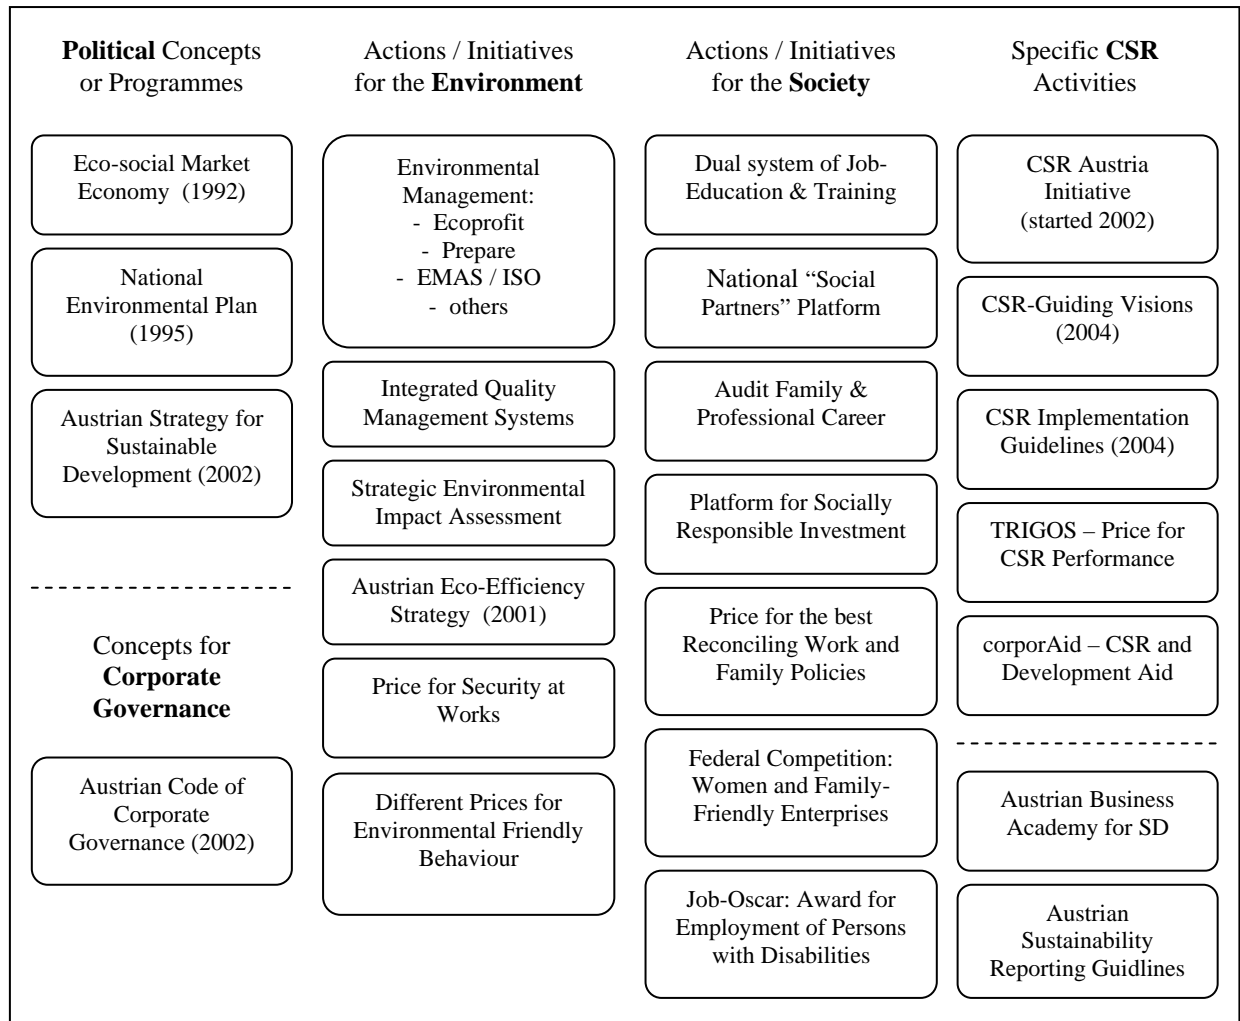 Political Concepts
or Programmes
Eco-social Market
Economy (1992)
National
Environmental Plan
(1995)
Austrian Strategy for
Sustainable
Development (2002)
Concepts for
Corporate
Governance
Austrian Code of
Corporate
Governance (2002)
Actions / Initiatives
for the Environment
Environmental
Management:
- Ecoprofit
- Prepare
- EMAS / ISO
- others
Integrated Quality
Management Systems
Strategic Environmental
Impact Assessment
Austrian Eco-Efficiency
Strategy (2001)
Price for Security at
Works
Different Prices for
Environmental Friendly
Behaviour
Actions / Initiatives
for the Society
Dual system of Job-
Education & Training
National “Social
Partners” Platform
Audit Family &
Professional Career
Platform for Socially
Responsible Investment
Price for the best
Reconciling Work and
Family Policies
Federal Competition:
Women and Family-
Friendly Enterprises
Job-Oscar: Award for
Employment of Persons
with Disabilities
Specific CSR
Activities
CSR Austria
Initiative
(started 2002)
CSR-Guiding Visions
(2004)
CSR Implementation
Guidelines (2004)
TRIGOS – Price for
CSR Performance
corporAid – CSR and
Development Aid
Austrian Business
Academy for SD
Austrian
Sustainability
Reporting Guidlines